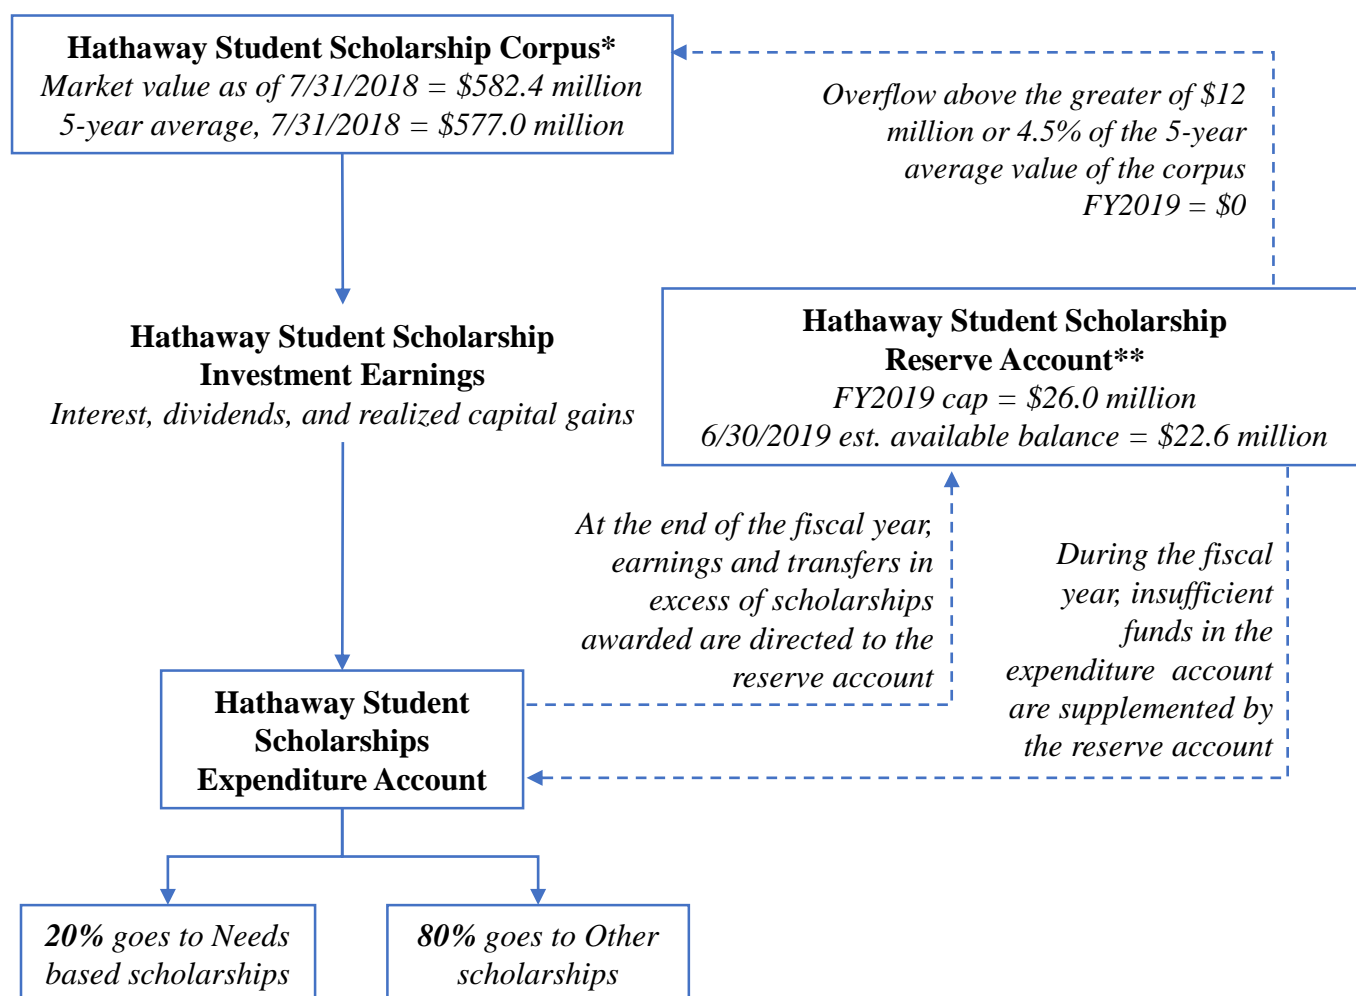 Hathaway Student Scholarship Corpus*
Market value as of 7/31/2018 = $582.4 million
5-year average, 7/31/2018 = $577.0 million
Overflow above the greater of $12
million or 4.5% of the 5-year
average value of the corpus
FY2019 = $0
Hathaway Student Scholarship
Investment Earnings
Interest, dividends, and realized capital gains
Hathaway Student Scholarship
Reserve Account**
FY2019 cap = $26.0 million
6/30/2019 est. available balance = $22.6 million
At the end of the fiscal year,
earnings and transfers in
excess of scholarships
awarded are directed to the
reserve account
During the fiscal
year, insufficient
funds in the
expenditure account
are supplemented by
the reserve account
Hathaway Student
Scholarships
Expenditure Account
20% goes to Needs
based scholarships
80% goes to Other
scholarships